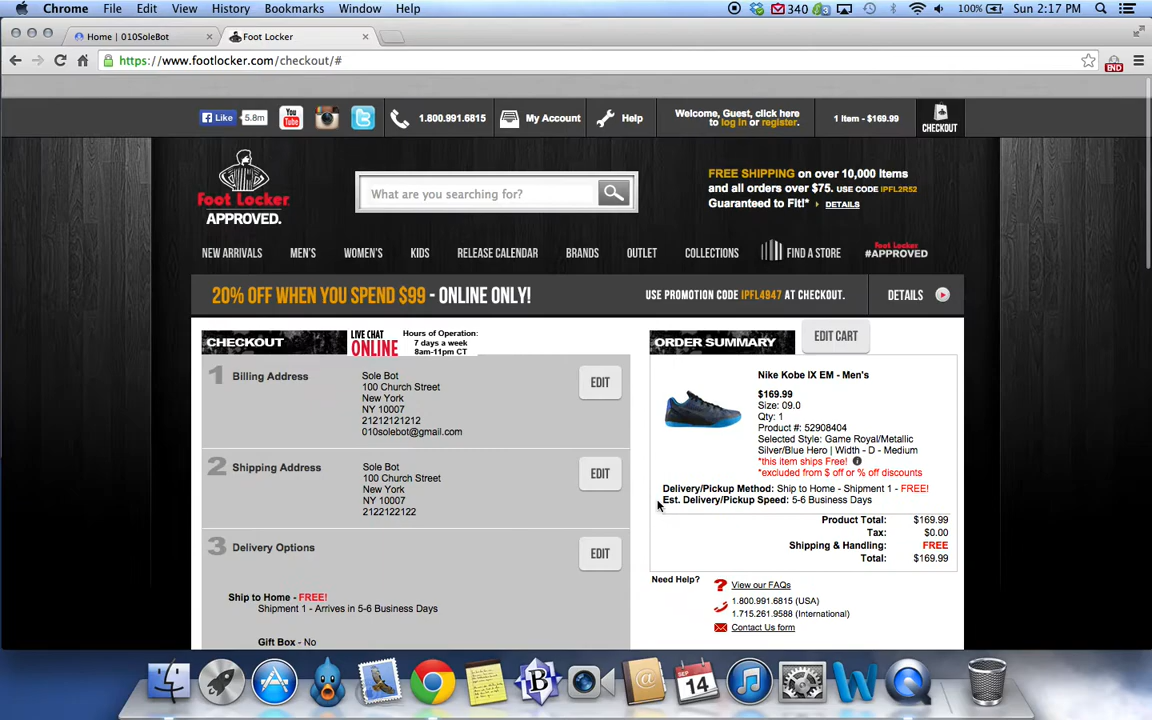 Chrome File Edit View History Bookmarks Window Help
340 3 100% Sun 2:17 PM
Home | 010SoleBot
Foot Locker
https://www.footlocker.com/checkout/#
END
Like 5.8m You Tube 1.800.991.6815 My Account Help
Welcome, Guest, click here
to log in or register.
1 Item - $169.99
CHECKOUT
Foot Locker
APPROVED.
What are you searching for?
FREE SHIPPING on over 10,000 Items
and all orders over $75. USE CODE IPFL2R52
Guaranteed to Fit!* DETAILS
NEW ARRIVALS MEN'S WOMEN'S KIDS RELEASE CALENDAR BRANDS OUTLET COLLECTIONS FIND A STORE
Foot Locker
#APPROVED
20% OFF WHEN YOU SPEND $99 - ONLINE ONLY! USE PROMOTION CODE IPFL4947 AT CHECKOUT. DETAILS
CHECKOUT
LIVE CHAT
ONLINE
Hours of Operation:
7 days a week
8am-11pm CT
1 Billing Address
Sole Bot
100 Church Street
New York
NY 10007
21212121212
010solebot@gmail.com
EDIT
2 Shipping Address
Sole Bot
100 Church Street
New York
NY 10007
2122122122
EDIT
3 Delivery Options
EDIT
Ship to Home - FREE!
Shipment 1 - Arrives in 5-6 Business Days
Gift Box - No
ORDER SUMMARY
EDIT CART
Nike Kobe IX EM - Men's
$169.99
Size: 09.0
Qty: 1
Product #: 52908404
Selected Style: Game Royal/Metallic
Silver/Blue Hero | Width - D - Medium
*this item ships Free!
*excluded from $ off or % off discounts
Delivery/Pickup Method: Ship to Home - Shipment 1 - FREE!
Est. Delivery/Pickup Speed: 5-6 Business Days
Product Total: $169.99
Tax: $0.00
Shipping & Handling: FREE
Total: $169.99
Need Help?
View our FAQs
1.800.991.6815 (USA)
1.715.261.9588 (International)
Contact Us form
SEP
14